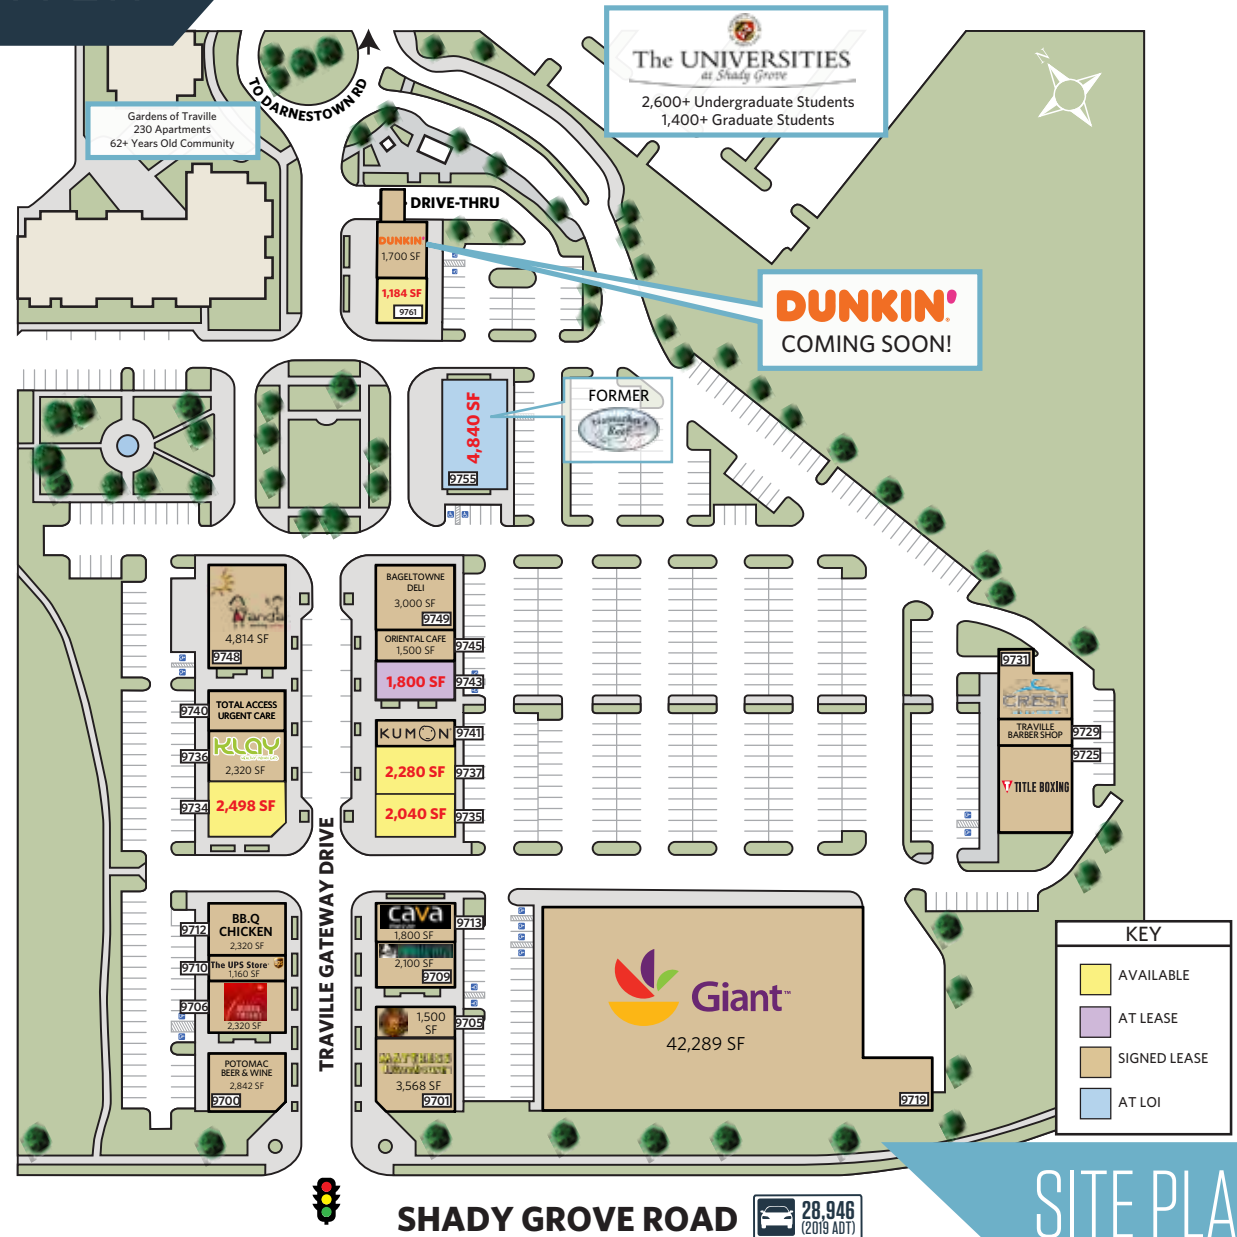 The UNIVERSITIES
at Shady Grove
2,600+ Undergraduate Students
1,400+ Graduate Students
N
TO DARNESTOWN RD
Gardens of Traville
230 Apartments
62+ Years Old Community
DRIVE-THRU
DUNKIN'
1,700 SF
1,184 SF
9761
DUNKIN'
COMING SOON!
4,840 SF
9755
FORMER
4,814 SF
9748
TOTAL ACCESS
URGENT CARE
9740
KLAY
2,320 SF
9736
2,498 SF
9734
BAGELTOWNE
DELI
3,000 SF
9749
ORIENTAL CAFE
1,500 SF
9745
1,800 SF
9743
KUMON
9741
2,280 SF
9737
2,040 SF
9735
9731
CREST
TRAVILLE
BARBER SHOP
9729
9725
TITLE BOXING
TRAVILLE GATEWAY DRIVE
BB.Q
CHICKEN
2,320 SF
9712
The UPS Store
1,160 SF
9710
9706
2,320 SF
POTOMAC
BEER & WINE
2,842 SF
9700
CAVA
1,800 SF
9713
2,100 SF
9709
1,500
SF
9705
MATTRESS
3,568 SF
9701
Giant™
42,289 SF
9719
KEY
AVAILABLE
AT LEASE
SIGNED LEASE
AT LOI
SHADY GROVE ROAD
28,946
(2019 ADT)
SITE PLA